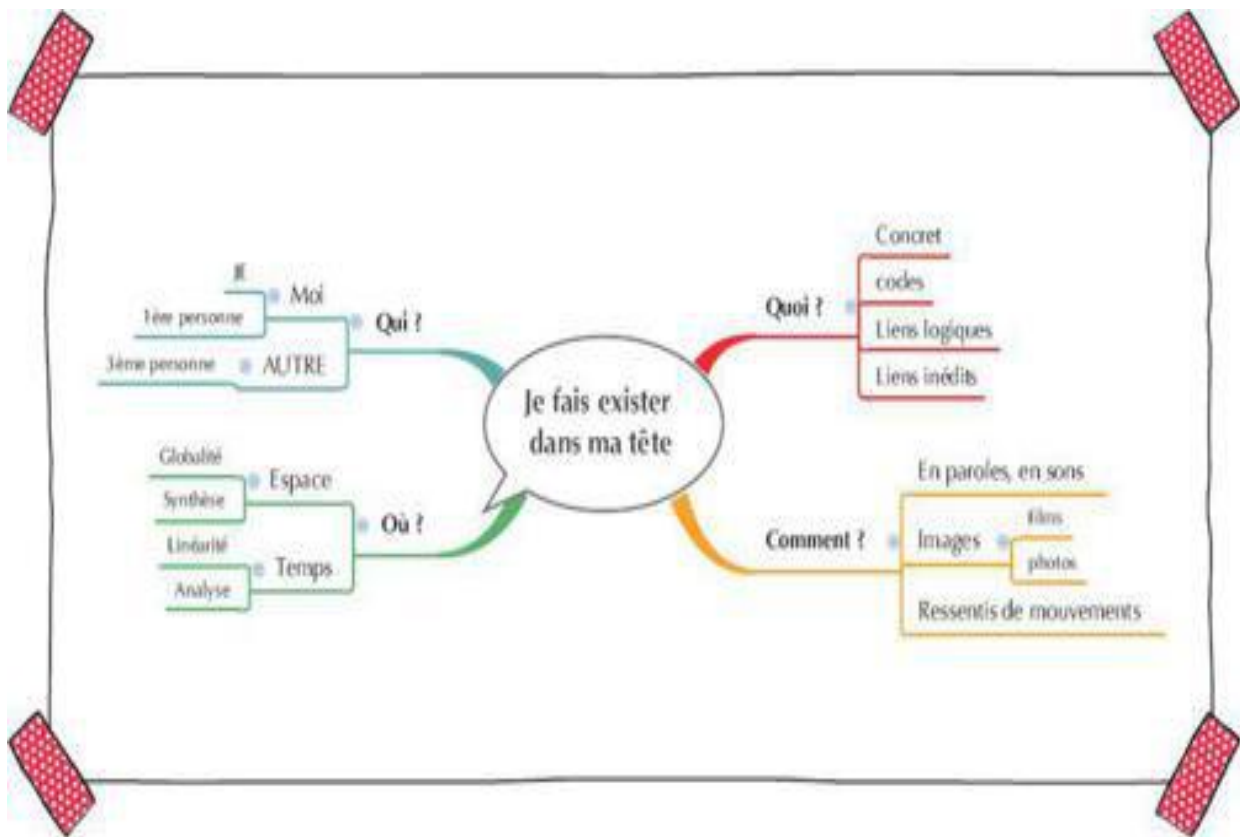 Je fais exister
dans ma tête
Qui ?
Moi
JE
1ère personne
AUTRE
3ème personne
Quoi ?
Concret
codes
Liens logiques
Liens inédits
Où ?
Espace
Globalité
Synthèse
Temps
Linéarité
Analyse
Comment ?
En paroles, en sons
Images
films
photos
Ressentis de mouvements